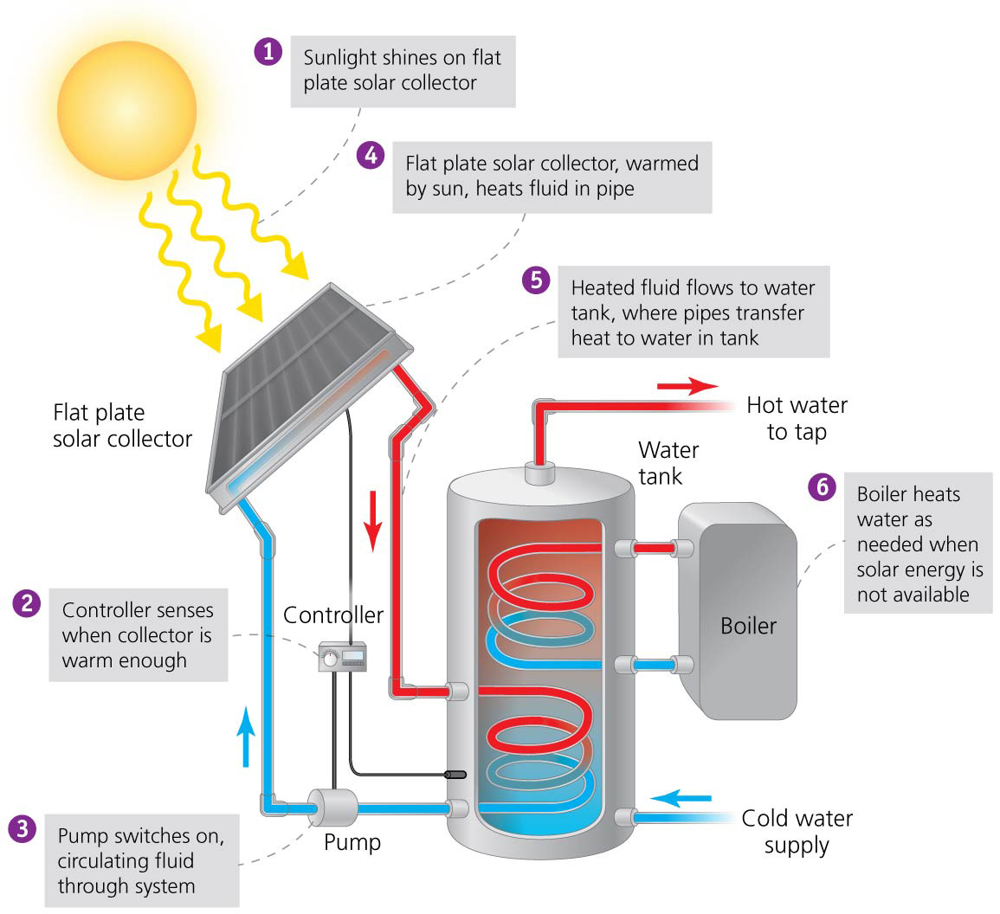 1
Sunlight shines on flat
plate solar collector
4
Flat plate solar collector, warmed
by sun, heats fluid in pipe
5
Heated fluid flows to water
tank, where pipes transfer
heat to water in tank
Flat plate
solar collector
Hot water
to tap
Water
tank
6
Boiler heats
water as
needed when
solar energy is
not available
2
Controller senses
when collector is
warm enough
Controller
Boiler
3
Pump switches on,
circulating fluid
through system
Pump
Cold water
supply